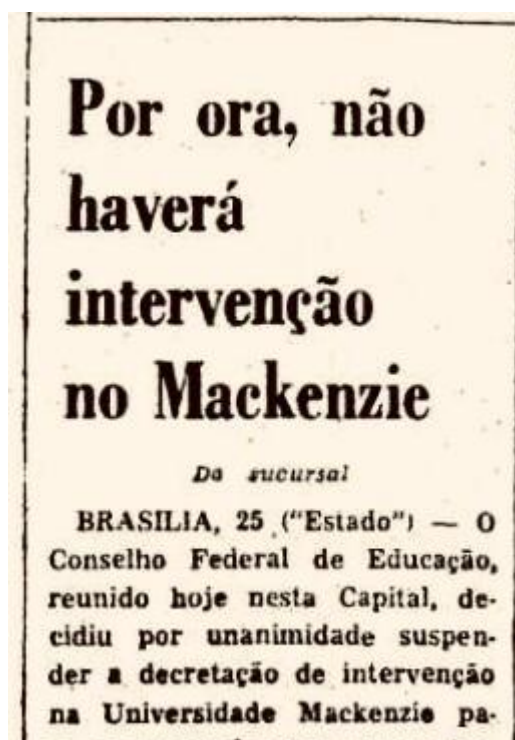 Por ora, não
haverá
intervenção
no Mackenzie
Da sucursal
BRASILIA, 25 ("Estado") — O
Conselho Federal de Educação,
reunido hoje nesta Capital, de-
cidiu por unanimidade suspen-
der a decretação de intervenção
na Universidade Mackenzie pa-